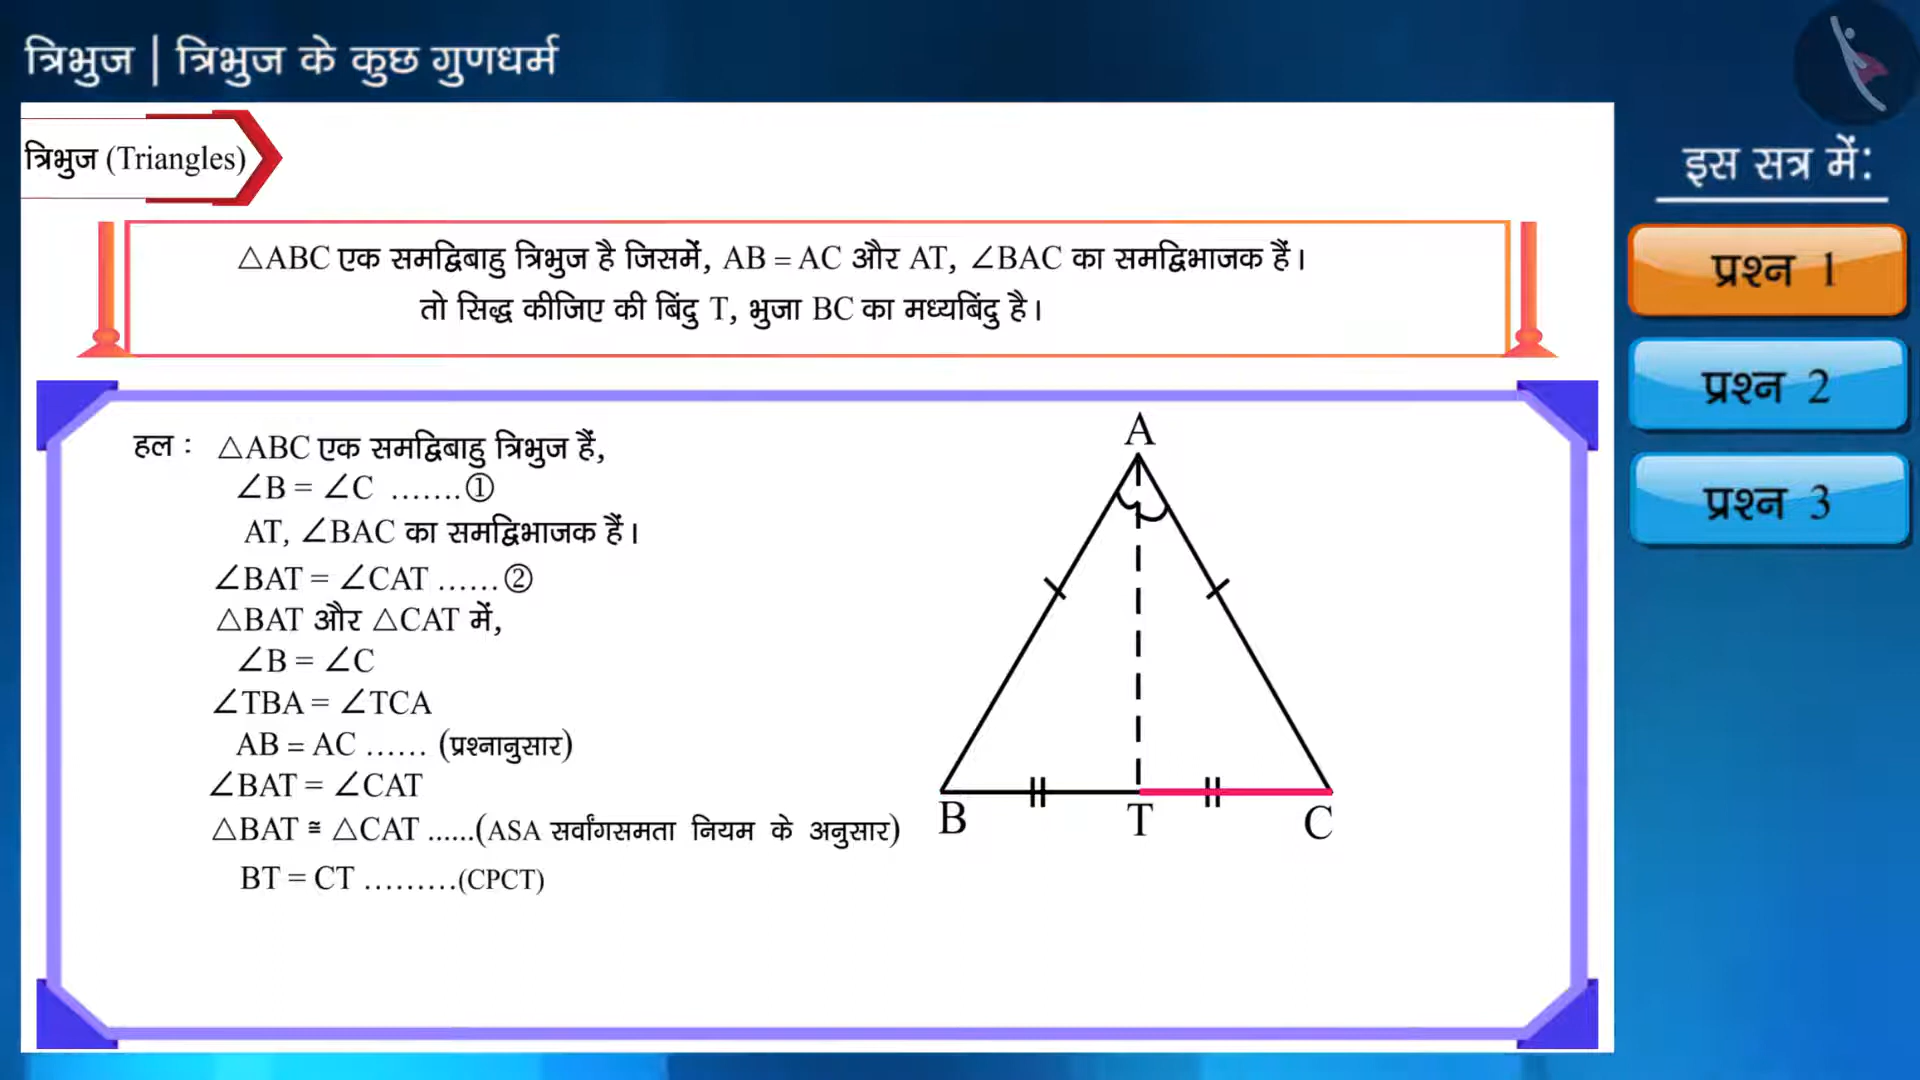 त्रिभुज | त्रिभुज के कुछ गुणधर्म
त्रिभुज (Triangles)
△ABC एक समद्विबाहु त्रिभुज है जिसमें, AB = AC और AT, ∠BAC का समद्विभाजक हैं।
तो सिद्ध कीजिए की बिंदु T, भुजा BC का मध्यबिंदु है।
हल : △ABC एक समद्विबाहु त्रिभुज हैं,
∠B = ∠C .......①
AT, ∠BAC का समद्विभाजक हैं।
∠BAT = ∠CAT ......②
△BAT और △CAT में,
∠B = ∠C
∠TBA = ∠TCA
AB = AC ...... (प्रश्नानुसार)
∠BAT = ∠CAT
△BAT ≅ △CAT ......(ASA सर्वांगसमता नियम के अनुसार)
BT = CT .........(CPCT)
A
B
T
C
इस सत्र में:
प्रश्न 1
प्रश्न 2
प्रश्न 3